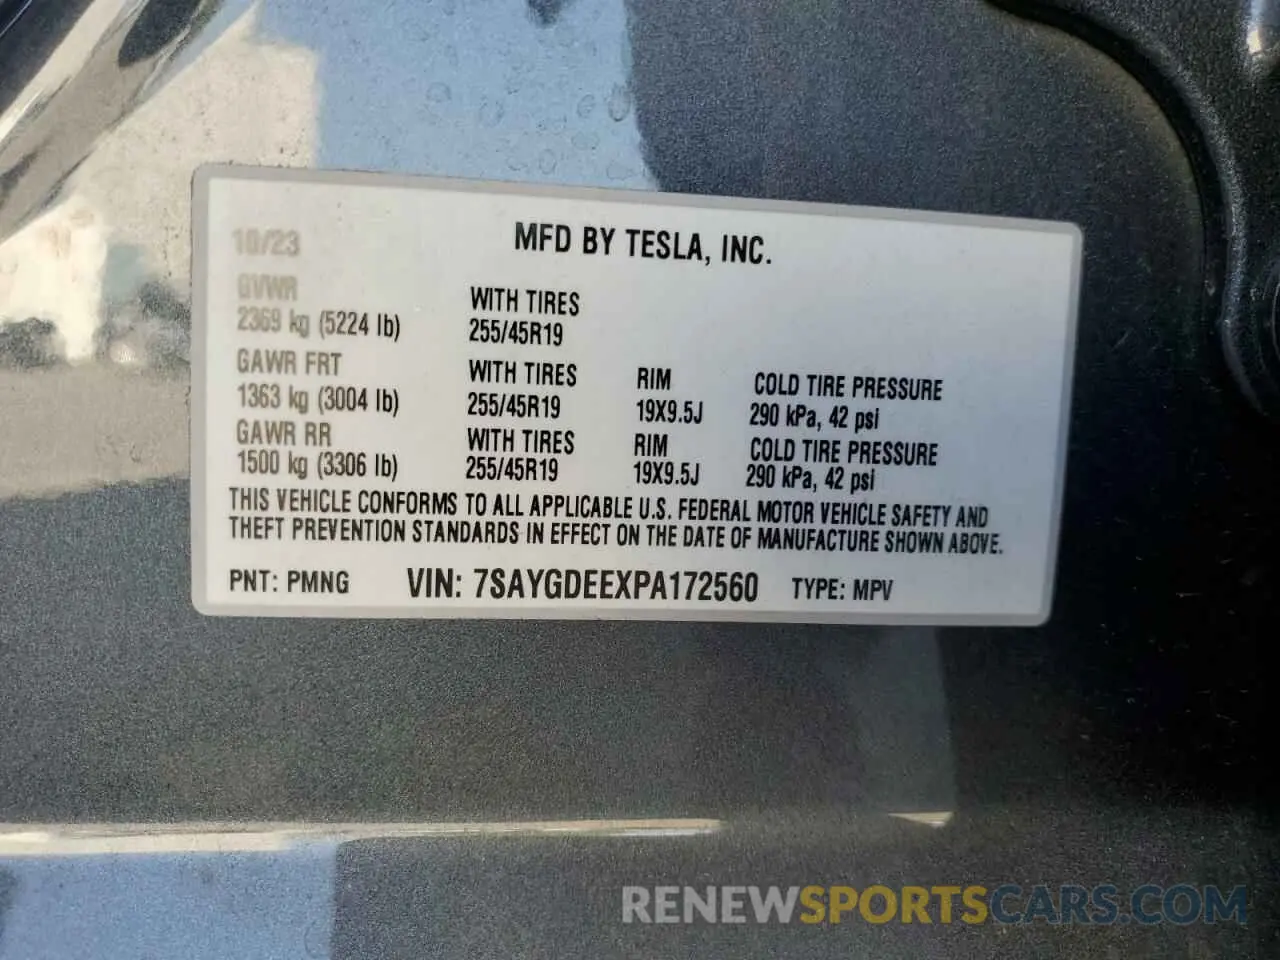 10/23 MFD BY TESLA, INC.
GVWR WITH TIRES
2369 kg (5224 lb) 255/45R19
GAWR FRT WITH TIRES RIM COLD TIRE PRESSURE
1363 kg (3004 lb) 255/45R19 19X9.5J 290 kPa, 42 psi
GAWR RR WITH TIRES RIM COLD TIRE PRESSURE
1500 kg (3306 lb) 255/45R19 19X9.5J 290 kPa, 42 psi
THIS VEHICLE CONFORMS TO ALL APPLICABLE U.S. FEDERAL MOTOR VEHICLE SAFETY AND
THEFT PREVENTION STANDARDS IN EFFECT ON THE DATE OF MANUFACTURE SHOWN ABOVE.
PNT: PMNG VIN: 7SAYGDEEXPA172560 TYPE: MPV
RENEWSPORTSCARS.COM